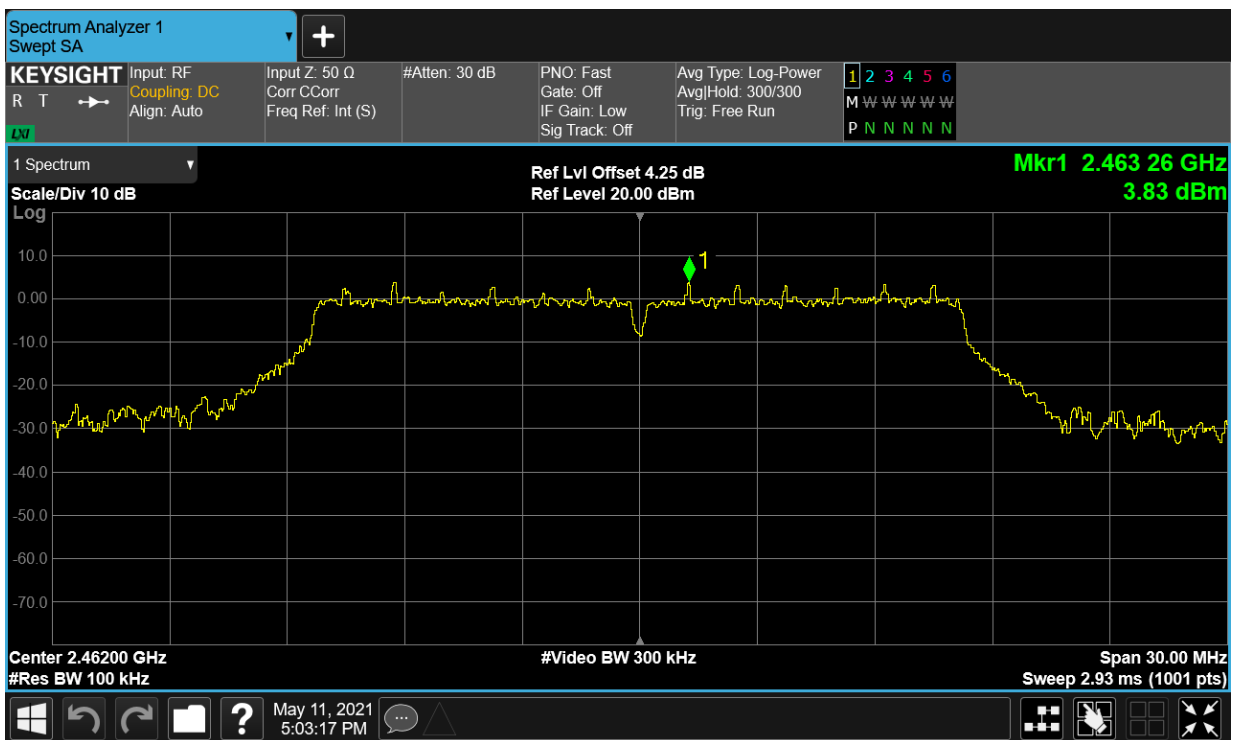 Spectrum Analyzer 1
Swept SA
▼
+
KEYSIGHT
R T
LXI
Input: RF
Coupling: DC
Align: Auto
Input Z: 50 Ω
Corr CCorr
Freq Ref: Int (S)
#Atten: 30 dB
PNO: Fast
Gate: Off
IF Gain: Low
Sig Track: Off
Avg Type: Log-Power
Avg|Hold: 300/300
Trig: Free Run
1 2 3 4 5 6
M W W W W W
P N N N N N
1 Spectrum
▼
Scale/Div 10 dB
Ref Lvl Offset 4.25 dB
Ref Level 20.00 dBm
Mkr1 2.463 26 GHz
3.83 dBm
Log
10.0
0.00
-10.0
-20.0
-30.0
-40.0
-50.0
-60.0
-70.0
1
Center 2.46200 GHz
#Res BW 100 kHz
#Video BW 300 kHz
Span 30.00 MHz
Sweep 2.93 ms (1001 pts)
?
May 11, 2021
5:03:17 PM
...